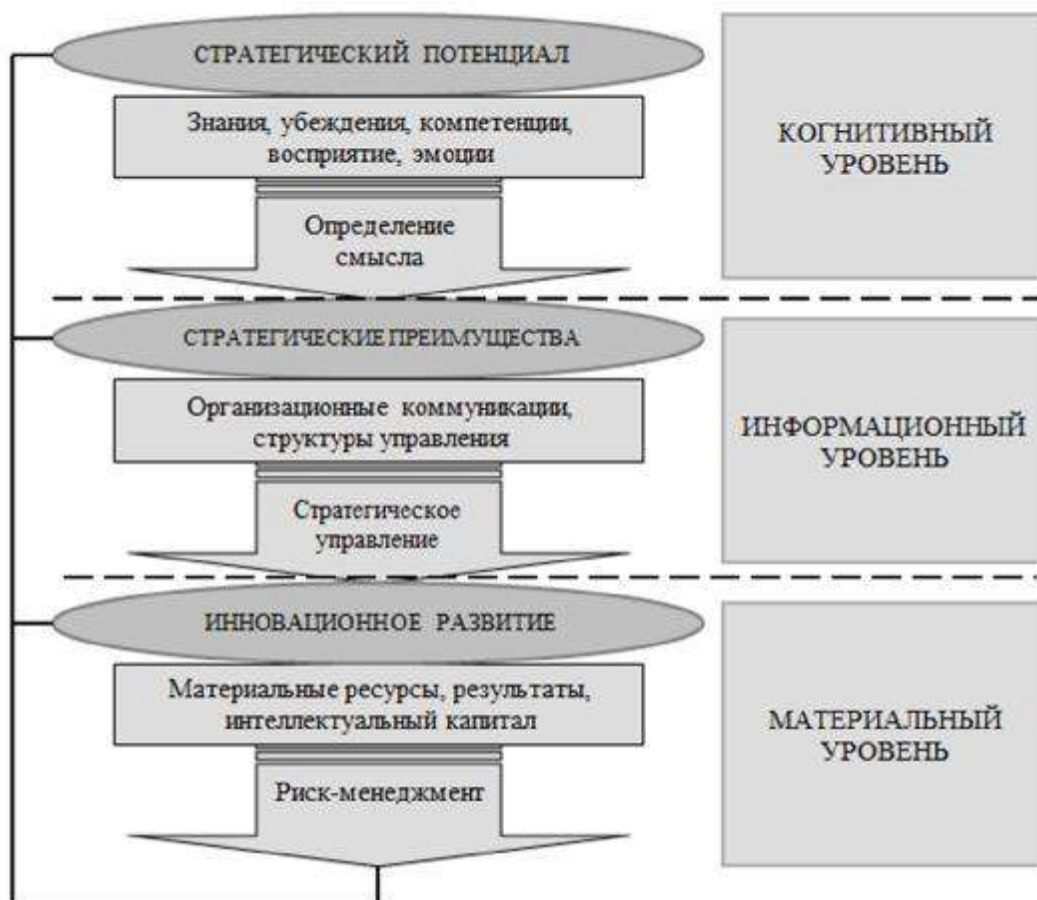 СТРАТЕГИЧЕСКИЙ ПОТЕНЦИАЛ
Знания, убеждения, компетенции,
восприятие, эмоции
Определение
смысла
КОГНИТИВНЫЙ
УРОВЕНЬ
СТРАТЕГИЧЕСКИЕ ПРЕИМУЩЕСТВА
Организационные коммуникации,
структуры управления
Стратегическое
управление
ИНФОРМАЦИОННЫЙ
УРОВЕНЬ
ИННОВАЦИОННОЕ РАЗВИТИЕ
Материальные ресурсы, результаты,
интеллектуальный капитал
Риск-менеджмент
МАТЕРИАЛЬНЫЙ
УРОВЕНЬ